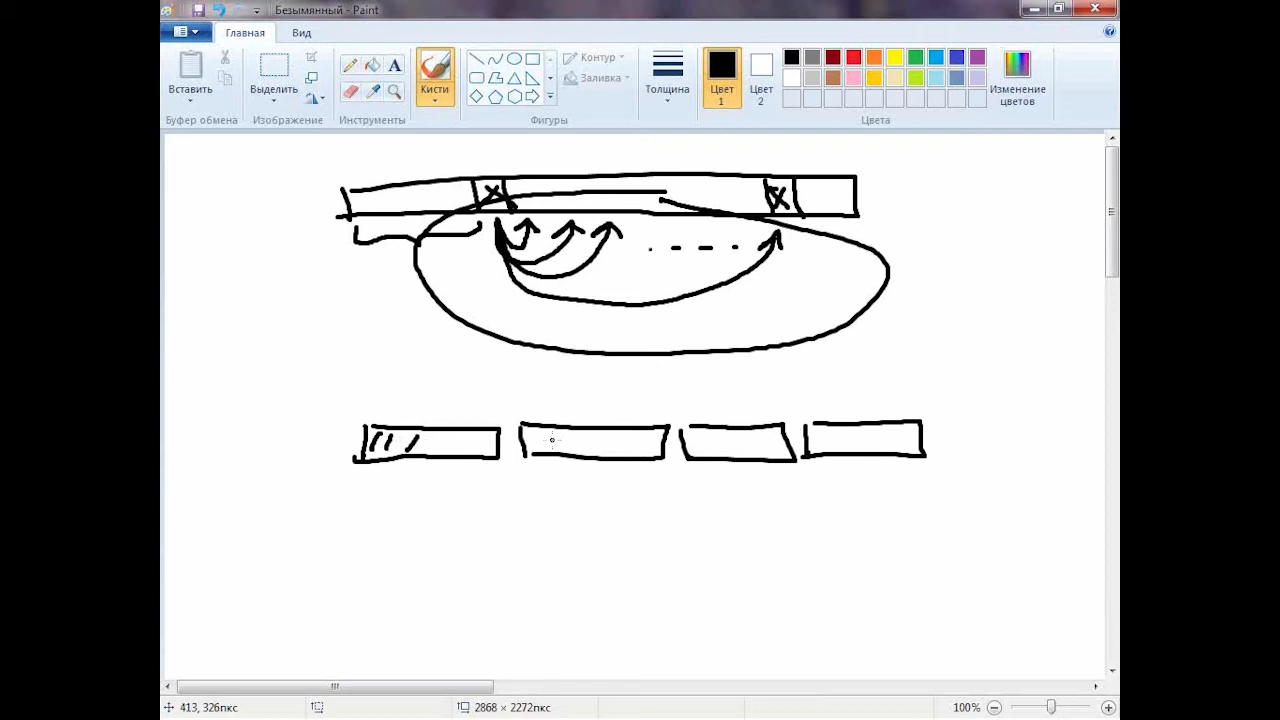 Безымянный - Paint
Главная
Вид
Вставить
Выделить
A
Кисти
Контур
Заливка
Толщина
Цвет
1
Цвет
2
Изменение
цветов
Буфер обмена
Изображение
Инструменты
Фигуры
Цвета
X
X
413, 326пкс
2868 × 2272пкс
100%